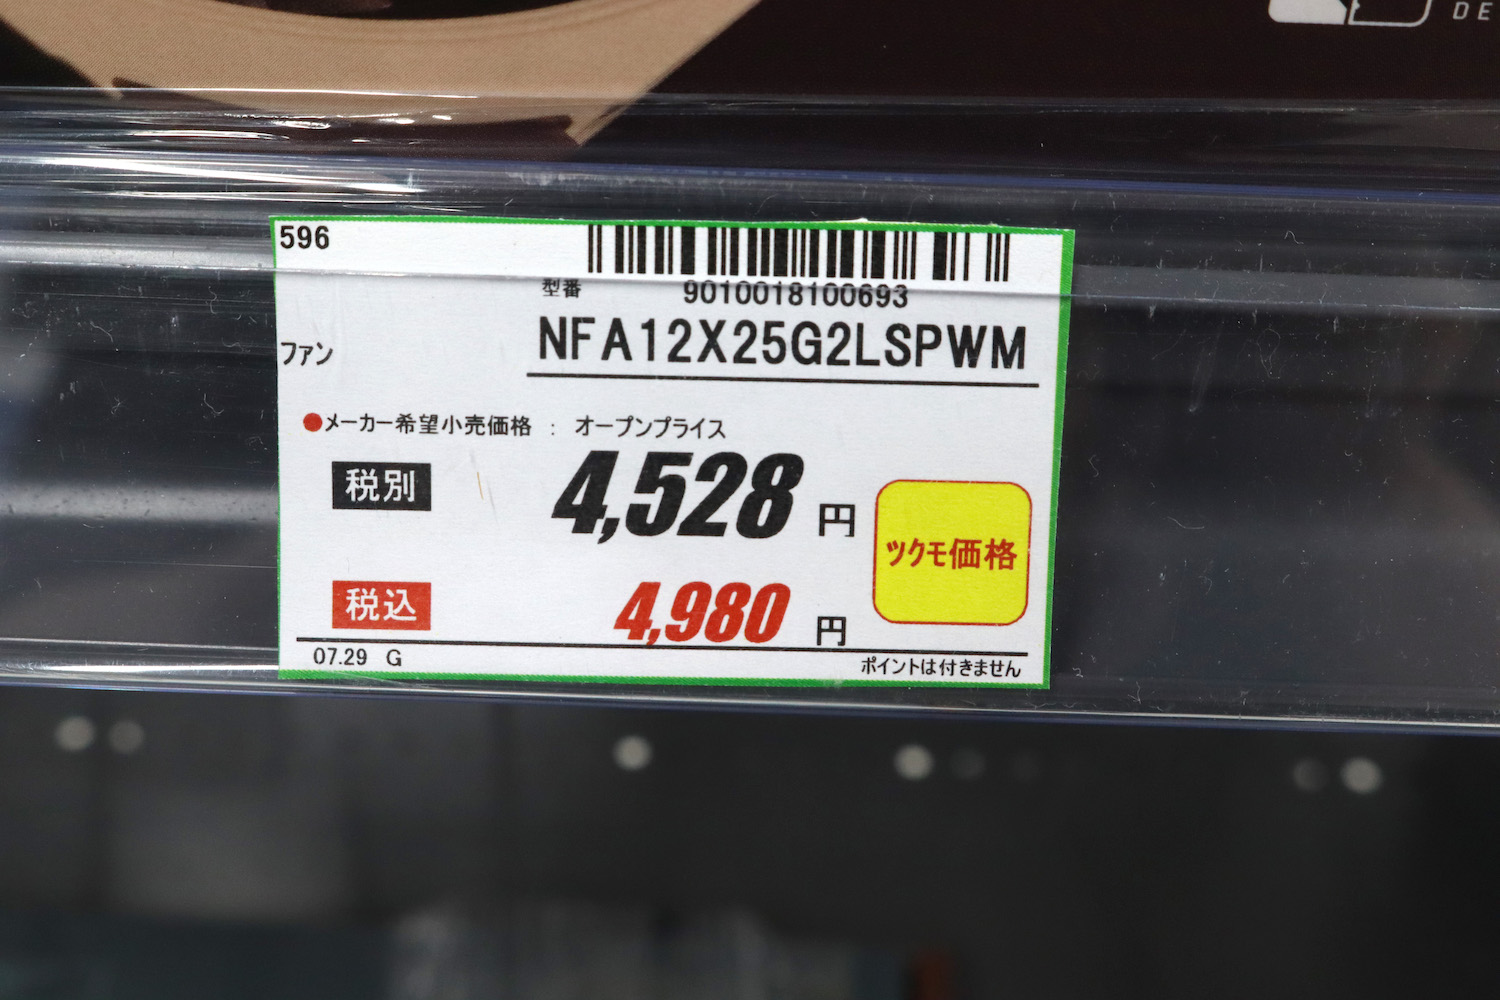 DE
596
型番 9010018100693
NFA12X25G2LSPWM
ファン
●メーカー希望小売価格 : オープンプライス
税別 4,528 円
ツクモ価格
税込 4,980 円
07.29 G ポイントは付きません